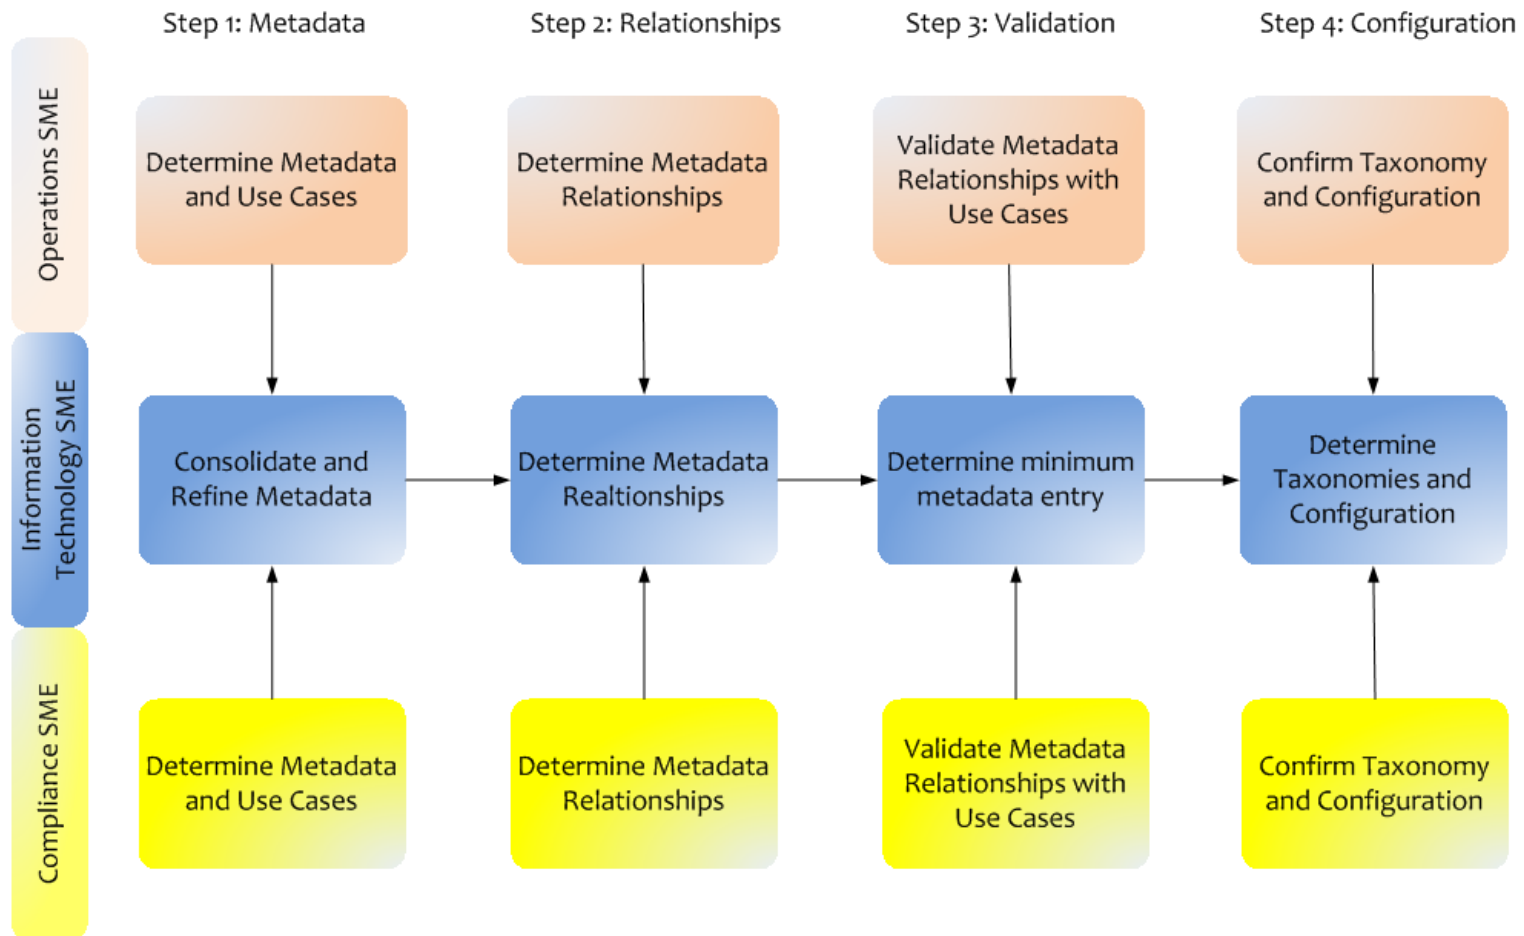 Step 1: Metadata
Step 2: Relationships
Step 3: Validation
Step 4: Configuration
Operations SME
Determine Metadata
and Use Cases
Determine Metadata
Relationships
Validate Metadata
Relationships with
Use Cases
Confirm Taxonomy
and Configuration
Information
Technology SME
Consolidate and
Refine Metadata
Determine Metadata
Realtionships
Determine minimum
metadata entry
Determine
Taxonomies and
Configuration
Compliance SME
Determine Metadata
and Use Cases
Determine Metadata
Relationships
Validate Metadata
Relationships with
Use Cases
Confirm Taxonomy
and Configuration